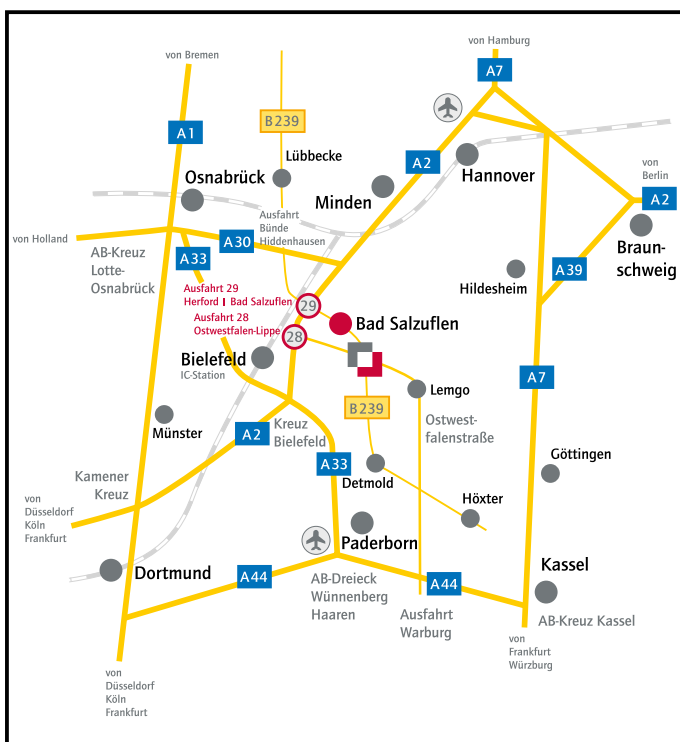 von Hamburg
von Bremen
A7
B239
A1
Lübbecke
A2
Hannover
von
Berlin
Osnabrück
Minden
A2
Ausfahrt
Bünde
Hiddenhausen
Braun-
schweig
von Holland
A30
AB-Kreuz
Lotte-
Osnabrück
A33
A39
Hildesheim
Ausfahrt 29
Herford I Bad Salzuflen
29
Ausfahrt 28
Ostwestfalen-Lippe
28
Bad Salzuflen
Bielefeld
IC-Station
A7
Lemgo
B239
Ostwest-
falenstraße
Münster
A2
Kreuz
Bielefeld
A33
Göttingen
Kamener
Kreuz
Detmold
Höxter
von
Düsseldorf
Köln
Frankfurt
Paderborn
Dortmund
A44
AB-Dreieck
Wünnenberg
Haaren
A44
Kassel
Ausfahrt
Warburg
AB-Kreuz Kassel
von
Frankfurt
Würzburg
von
Düsseldorf
Köln
Frankfurt